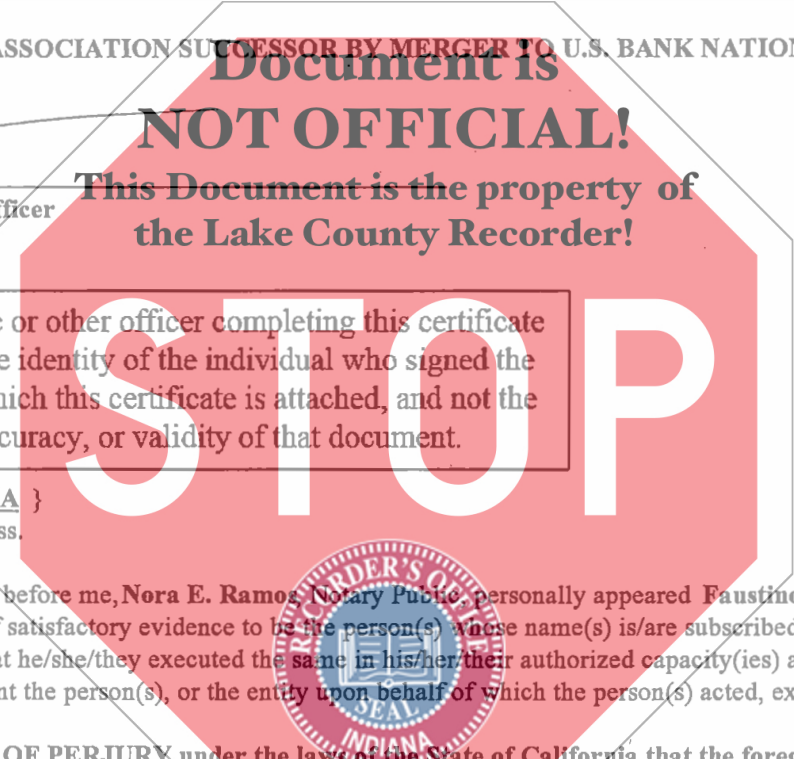 ASSOCIATION SUCCESSOR BY MERGER TO U.S. BANK NATION
Document is
NOT OFFICIAL!
This Document is the property of
fficer
the Lake County Recorder!
or other officer completing this certificate
e identity of the individual who signed the
hich this certificate is attached, and not the
curacy, or validity of that document.
STOP
A }
ss.
before me, Nora E. Ramos, Notary Public, personally appeared Faustino
f satisfactory evidence to be the person(s) whose name(s) is/are subscribed
at he/she/they executed the same in his/her/their authorized capacity(ies) a
nt the person(s), or the entity upon behalf of which the person(s) acted, ex
RECORDER'S OFFICE
SEAL
INDIANA
OF PERJURY under the laws of the State of California that the foreg